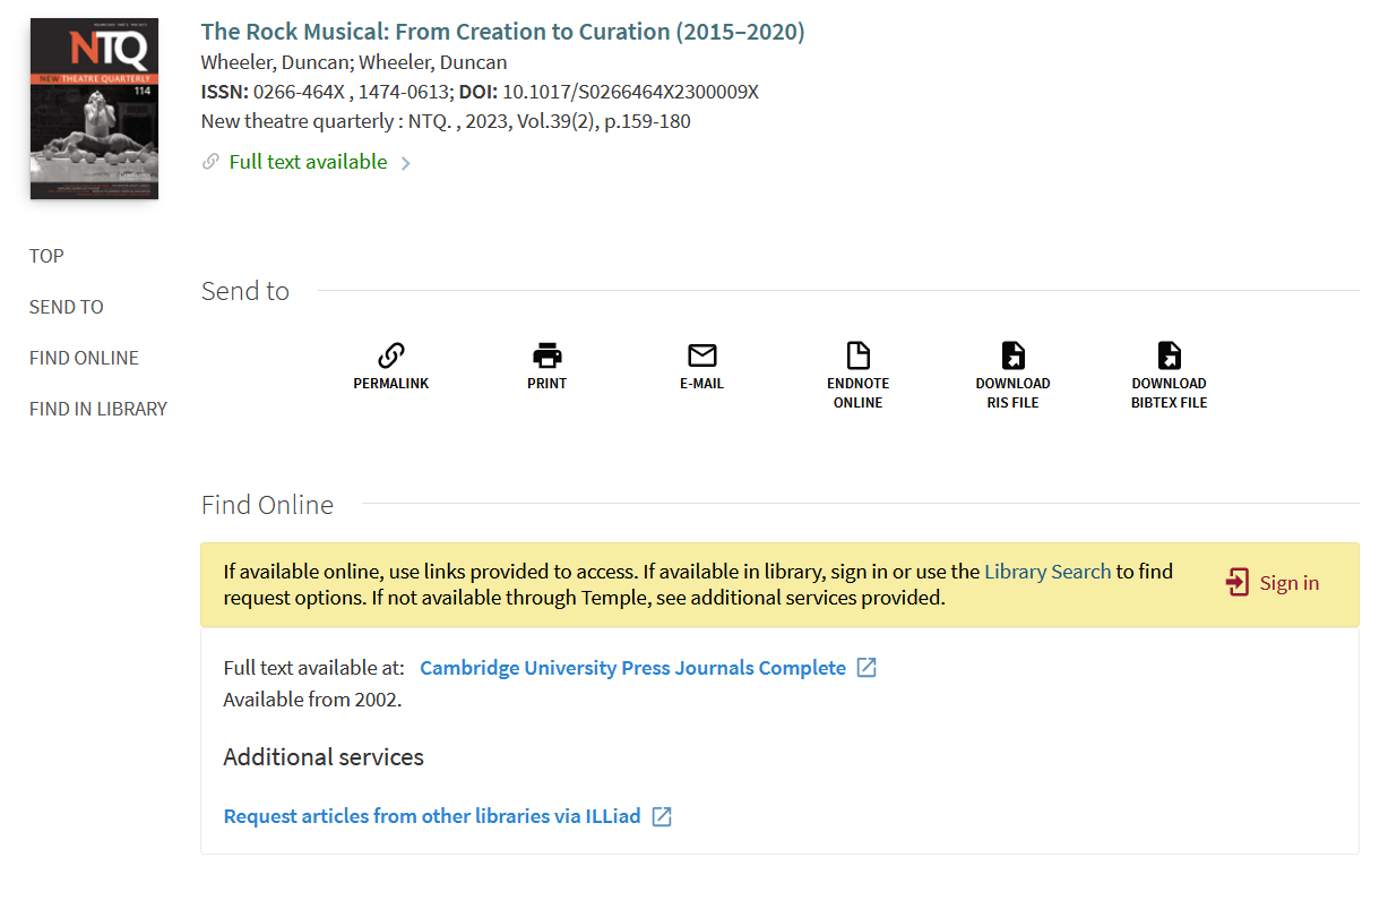 NTQ
NEW THEATRE QUARTERLY
114
The Rock Musical: From Creation to Curation (2015–2020)
Wheeler, Duncan; Wheeler, Duncan
ISSN: 0266-464X , 1474-0613; DOI: 10.1017/S0266464X2300009X
New theatre quarterly : NTQ. , 2023, Vol.39(2), p.159-180
Full text available
TOP
SEND TO
FIND ONLINE
FIND IN LIBRARY
Send to
PERMALINK
PRINT
E-MAIL
ENDNOTE
ONLINE
DOWNLOAD
RIS FILE
DOWNLOAD
BIBTEX FILE
Find Online
If available online, use links provided to access. If available in library, sign in or use the Library Search to find
request options. If not available through Temple, see additional services provided.
Sign in
Full text available at: Cambridge University Press Journals Complete
Available from 2002.
Additional services
Request articles from other libraries via ILLiad